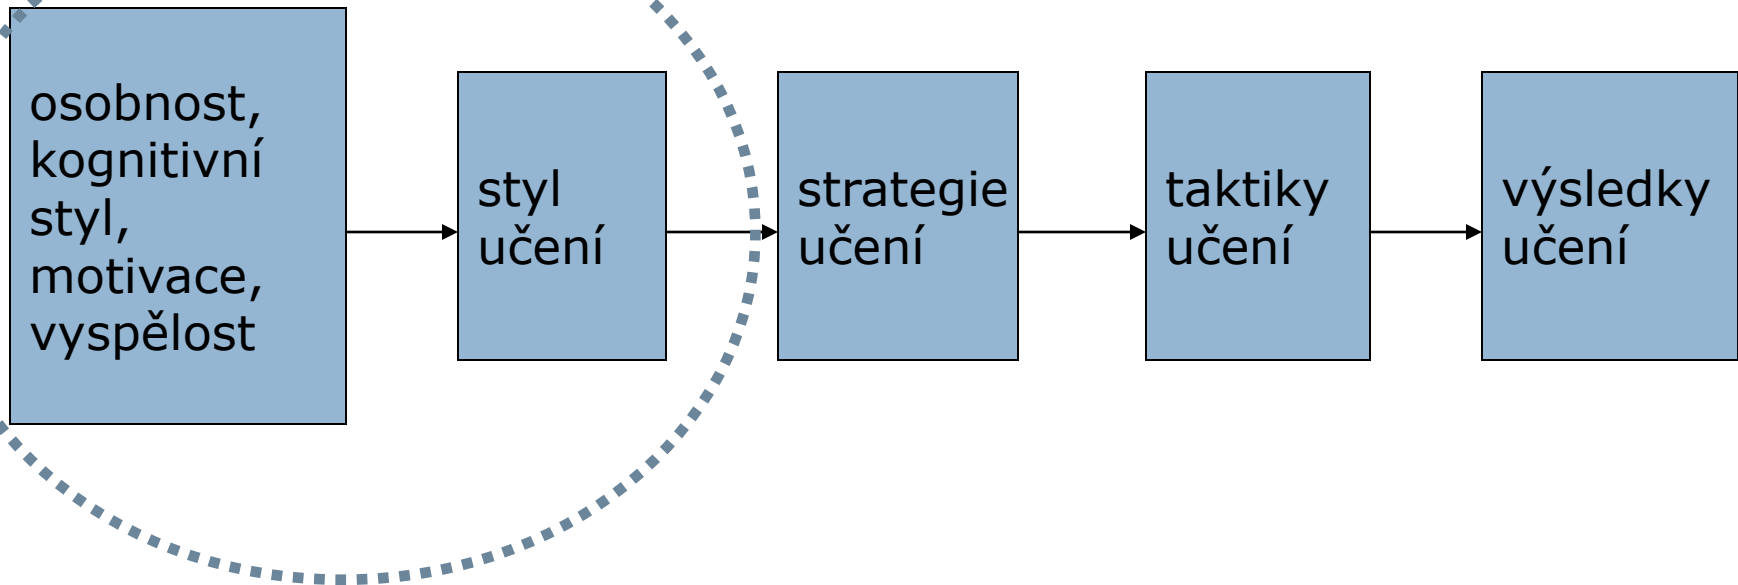 osobnost,
kognitivní
styl,
motivace,
vyspělost
styl
učení
strategie
učení
taktiky
učení
výsledky
učení